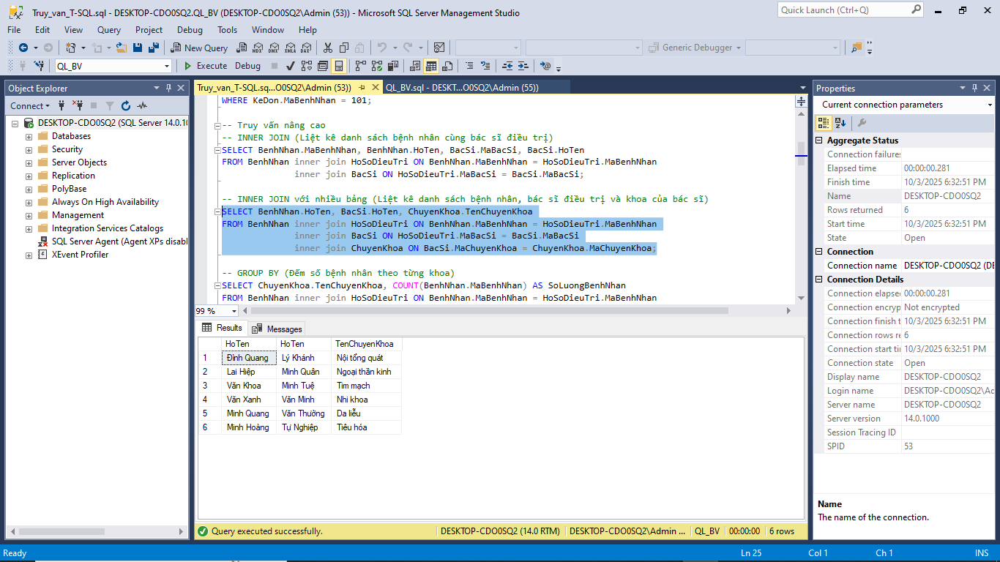 Truy_van_T-SQL.sql - DESKTOP-CDO0SQ2.QL_BV (DESKTOP-CDO0SQ2\Admin (53)) - Microsoft SQL Server Management Studio
Quick Launch (Ctrl+Q)
File Edit View Query Project Debug Tools Window Help
New Query
MDX DMX XMLA DAX
Generic Debugger
QL_BV
Execute Debug
Object Explorer
Connect
DESKTOP-CDO0SQ2 (SQL Server 14.0.10
Databases
Security
Server Objects
Replication
PolyBase
Always On High Availability
Management
Integration Services Catalogs
SQL Server Agent (Agent XPs disabl
XEvent Profiler
Truy_van_T-SQL.sq...O0SQ2\Admin (53))
QL_BV.sql - DESKT...O0SQ2\Admin (55))
WHERE KeDon.MaBenhNhan = 101;
-- Truy vấn nâng cao
-- INNER JOIN (Liệt kê danh sách bệnh nhân cùng bác sĩ điều trị)
SELECT BenhNhan.MaBenhNhan, BenhNhan.HoTen, BacSi.MaBacSi, BacSi.HoTen
FROM BenhNhan inner join HoSoDieuTri ON BenhNhan.MaBenhNhan = HoSoDieuTri.MaBenhNhan
inner join BacSi ON HoSoDieuTri.MaBacSi = BacSi.MaBacSi;
-- INNER JOIN với nhiều bảng (Liệt kê danh sách bệnh nhân, bác sĩ điều trị và khoa của bác sĩ)
SELECT BenhNhan.HoTen, BacSi.HoTen, ChuyenKhoa.TenChuyenKhoa
FROM BenhNhan inner join HoSoDieuTri ON BenhNhan.MaBenhNhan = HoSoDieuTri.MaBenhNhan
inner join BacSi ON HoSoDieuTri.MaBacSi = BacSi.MaBacSi
inner join ChuyenKhoa ON BacSi.MaChuyenKhoa = ChuyenKhoa.MaChuyenKhoa;
-- GROUP BY (Đếm số bệnh nhân theo từng khoa)
SELECT ChuyenKhoa.TenChuyenKhoa, COUNT(BenhNhan.MaBenhNhan) AS SoLuongBenhNhan
FROM BenhNhan inner join HoSoDieuTri ON BenhNhan.MaBenhNhan = HoSoDieuTri.MaBenhNhan
99 %
Results Messages
HoTen HoTen TenChuyenKhoa
1 Đình Quang Lý Khánh Nội tổng quát
2 Lai Hiệp Minh Quân Ngoại thần kinh
3 Văn Khoa Minh Tuệ Tim mạch
4 Văn Xanh Văn Minh Nhi khoa
5 Minh Quang Văn Thường Da liễu
6 Minh Hoàng Tự Nghiệp Tiêu hóa
Query executed successfully.
DESKTOP-CDO0SQ2 (14.0 RTM) DESKTOP-CDO0SQ2\Admin ... QL_BV 00:00:00 6 rows
Properties
Current connection parameters
Aggregate Status
Connection failures
Elapsed time 00:00:00.281
Finish time 10/3/2025 6:32:51 PM
Name DESKTOP-CDO0SQ2
Rows returned 6
Start time 10/3/2025 6:32:51 PM
State Open
Connection
Connection name DESKTOP-CDO0SQ2 (DE
Connection Details
Connection elapse 00:00:00.281
Connection encryp Not encrypted
Connection finish t 10/3/2025 6:32:51 PM
Connection rows re 6
Connection start ti 10/3/2025 6:32:51 PM
Connection state Open
Display name DESKTOP-CDO0SQ2
Login name DESKTOP-CDO0SQ2\Ad
Server name DESKTOP-CDO0SQ2
Server version 14.0.1000
Session Tracing ID
SPID 53
Name
The name of the connection.
Ready Ln 25 Col 1 Ch 1 INS